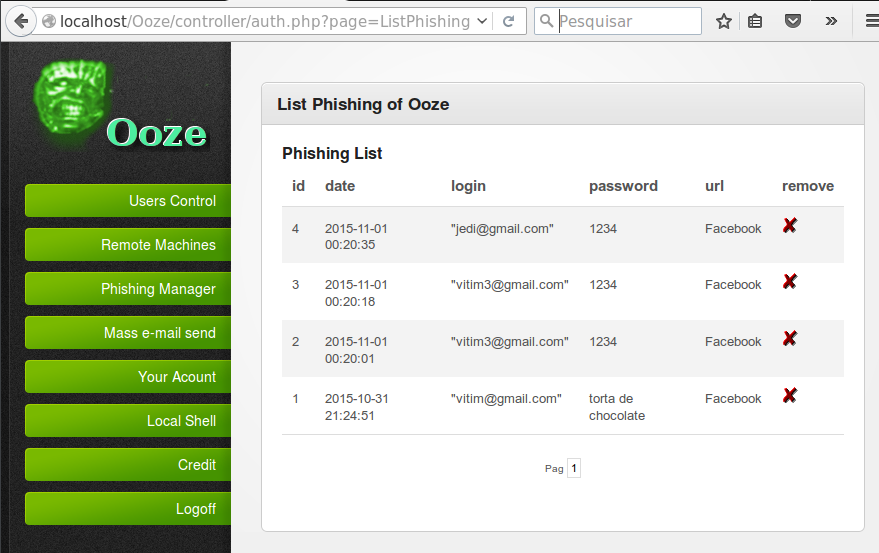 localhost/Ooze/controller/auth.php?page=ListPhishing
Pesquisar
Ooze
Users Control
Remote Machines
Phishing Manager
Mass e-mail send
Your Acount
Local Shell
Credit
Logoff
List Phishing of Ooze
Phishing List
id date login password url remove
4 2015-11-01 00:20:35 "jedi@gmail.com" 1234 Facebook
3 2015-11-01 00:20:18 "vitim3@gmail.com" 1234 Facebook
2 2015-11-01 00:20:01 "vitim3@gmail.com" 1234 Facebook
1 2015-10-31 21:24:51 "vitim@gmail.com" torta de chocolate Facebook
Pag 1